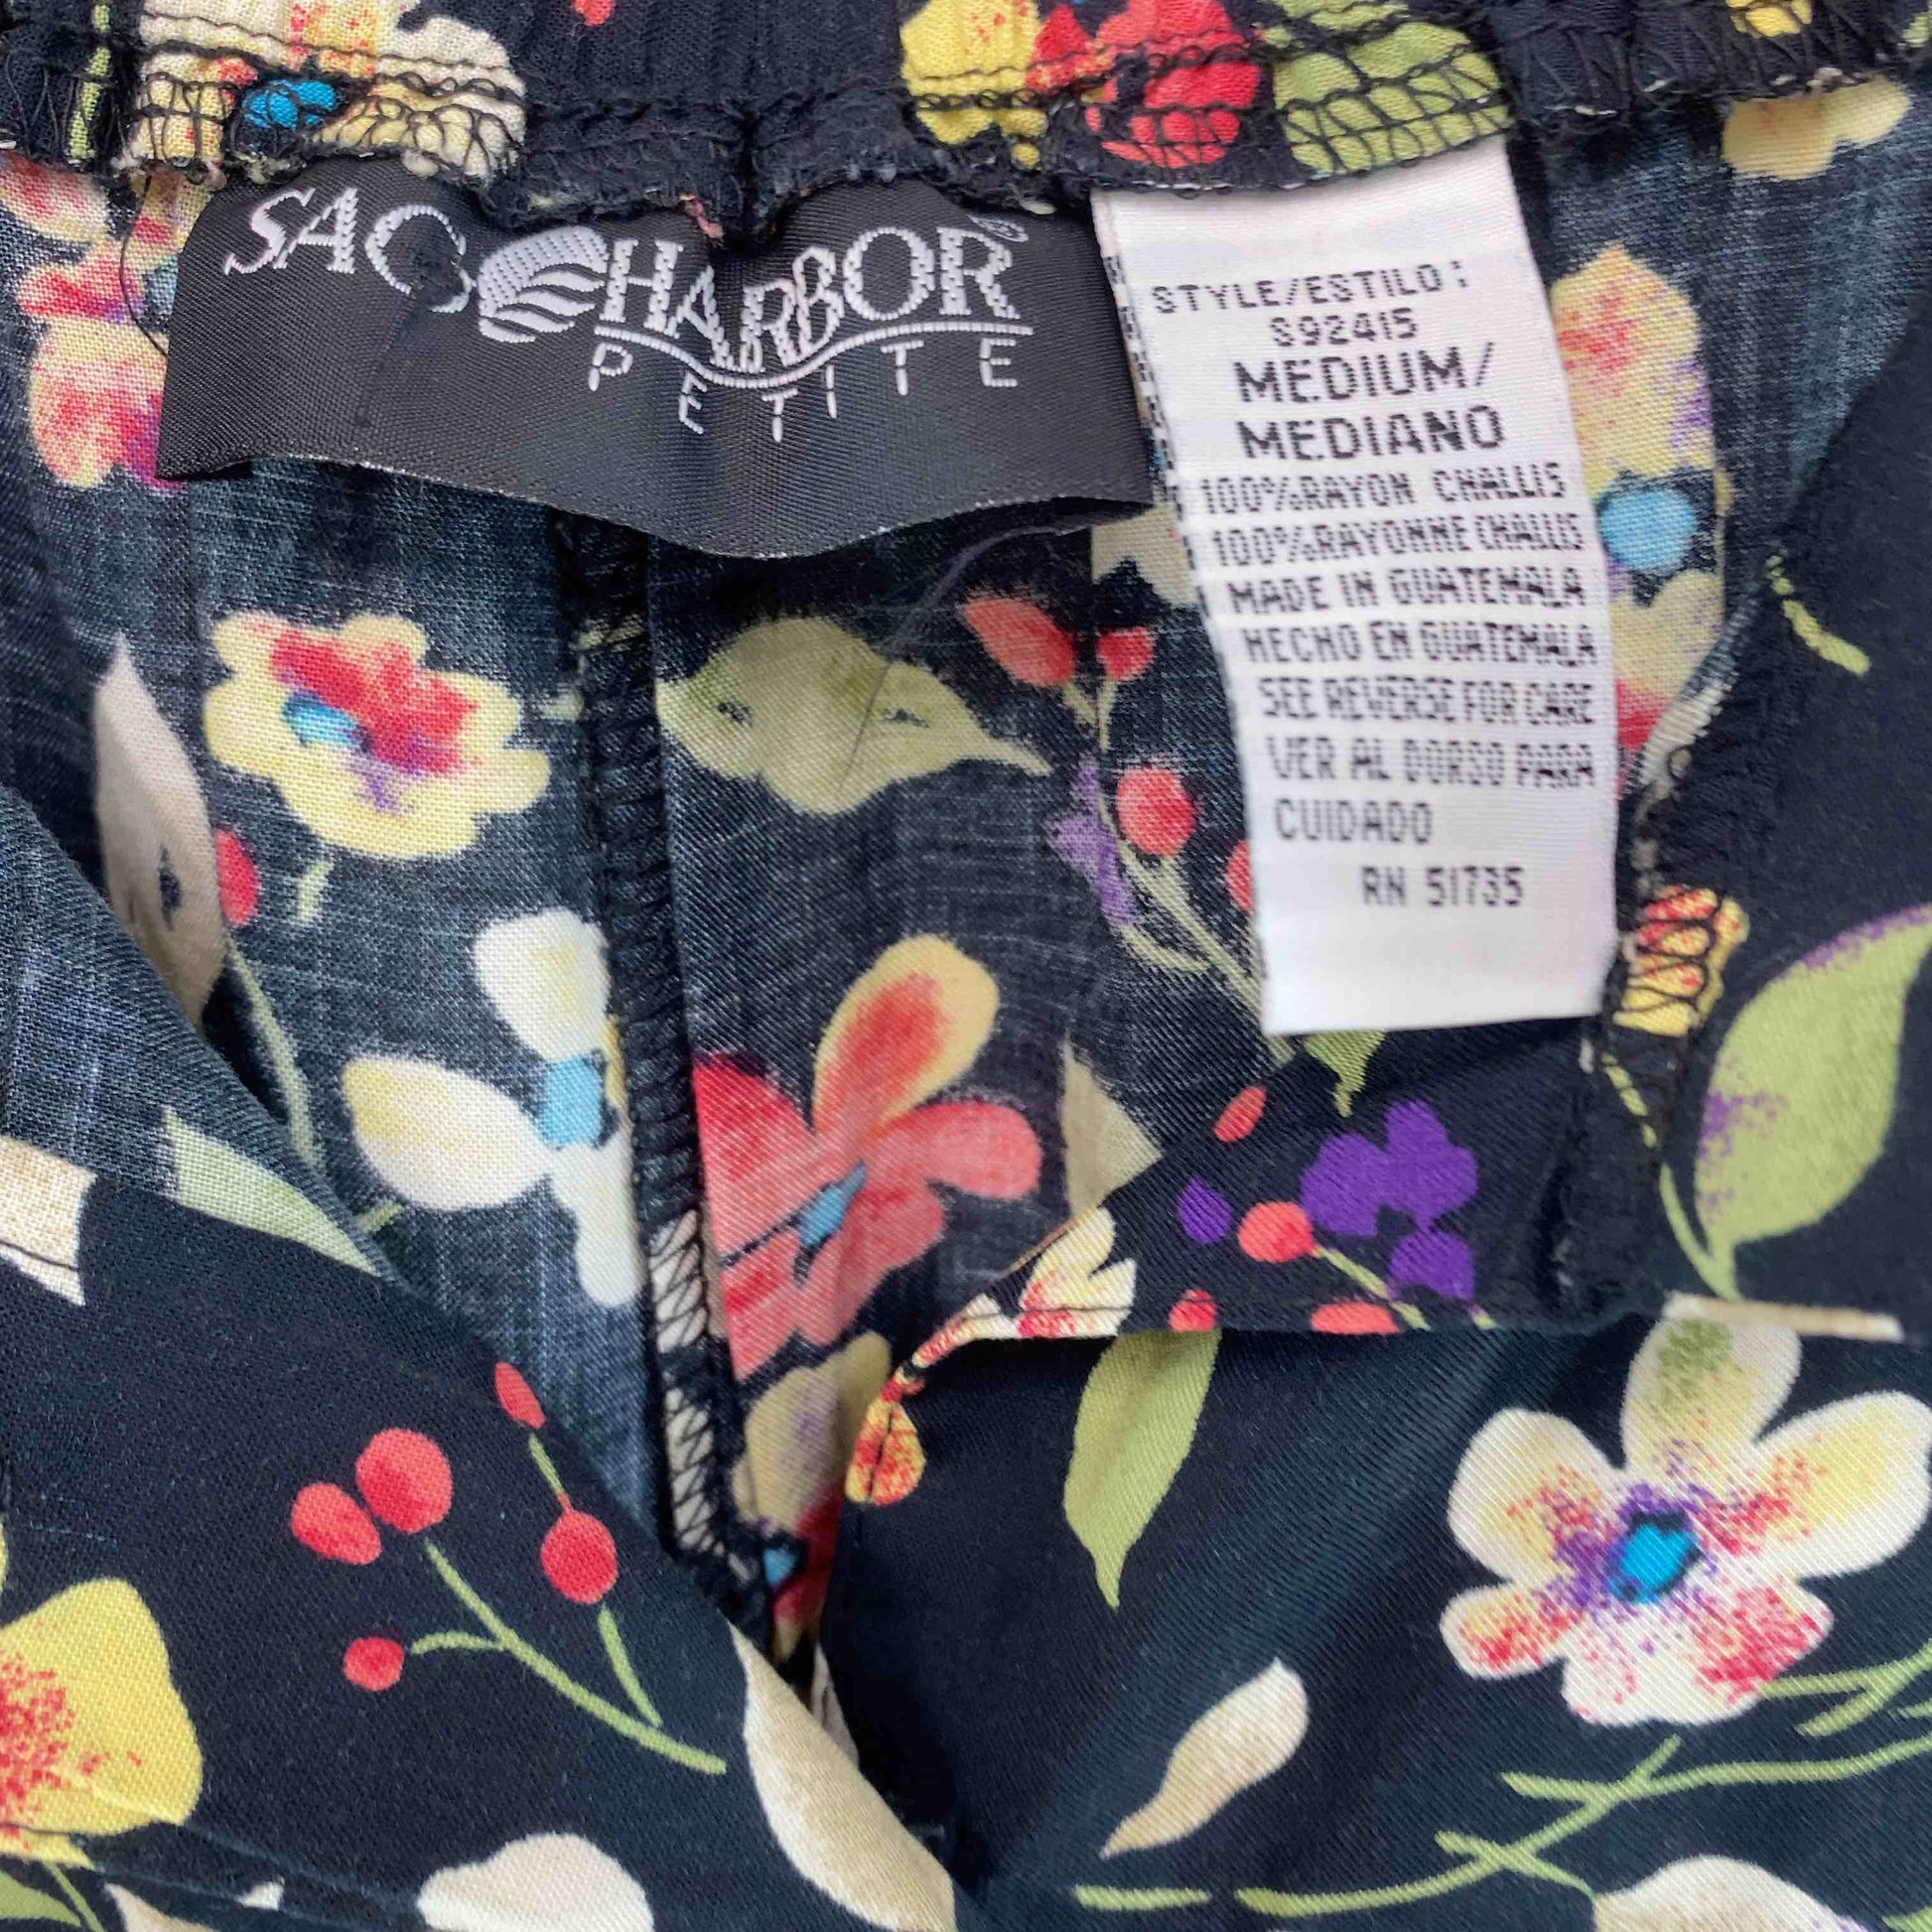 SAG HARBOR®
PETITE
STYLE/ESTILO:
S92415
MEDIUM/
MEDIANO
100%RAYON CHALLIS
100%RAYONNE CHALLIS
MADE IN GUATEMALA
HECHO EN GUATEMALA
SEE REVERSE FOR CARE
VER AL DORSO PARA
CUIDADO
RN 51735